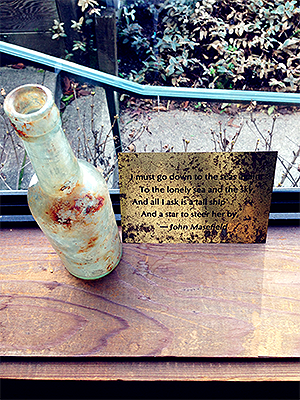 I must go down to the seas again
To the lonely sea and the sky,
And all I ask is a tall ship
And a star to steer her by.
— John Masefield